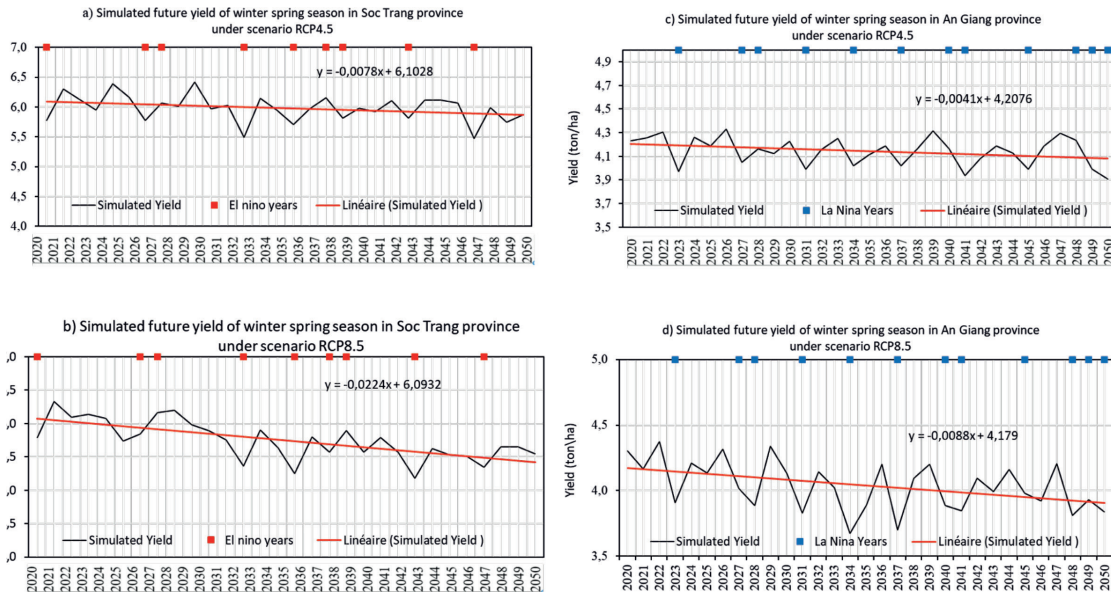 a) Simulated future yield of winter spring season in Soc Trang province
under scenario RCP4.5
7,0
6,5
6,0
5,5
5,0
4,5
4,0
y = -0,0078x + 6,1028
Simulated Yield El nino years Linéaire (Simulated Yield )
2020 2021 2022 2023 2024 2025 2026 2027 2028 2029 2030 2031 2032 2033 2034 2035 2036 2037 2038 2039 2040 2041 2042 2043 2044 2045 2046 2047 2048 2049 2050
c) Simulated future yield of winter spring season in An Giang province
under scenario RCP4.5
Yield (ton/ha)
4,9
4,7
4,5
4,3
4,1
3,9
3,7
3,5
y = -0,0041x + 4,2076
Simulated Yield La Nina Years Linéaire (Simulated Yield )
2020 2021 2022 2023 2024 2025 2026 2027 2028 2029 2030 2031 2032 2033 2034 2035 2036 2037 2038 2039 2040 2041 2042 2043 2044 2045 2046 2047 2048 2049 2050
b) Simulated future yield of winter spring season in Soc Trang province
under scenario RCP8.5
,0
,5
,0
,5
,0
,5
,0
y = -0,0224x + 6,0932
Simulated Yield El nino years Linéaire (Simulated Yield )
2020 2021 2022 2023 2024 2025 2026 2027 2028 2029 2030 2031 2032 2033 2034 2035 2036 2037 2038 2039 2040 2041 2042 2043 2044 2045 2046 2047 2048 2049 2050
d) Simulated future yield of winter spring season in An Giang province
under scenario RCP8.5
Yield (ton\ha)
5,0
4,5
4,0
3,5
y = -0,0088x + 4,179
Simulated Yield La Nina Years Linéaire (Simulated Yield )
2020 2021 2022 2023 2024 2025 2026 2027 2028 2029 2030 2031 2032 2033 2034 2035 2036 2037 2038 2039 2040 2041 2042 2043 2044 2045 2046 2047 2048 2049 2050